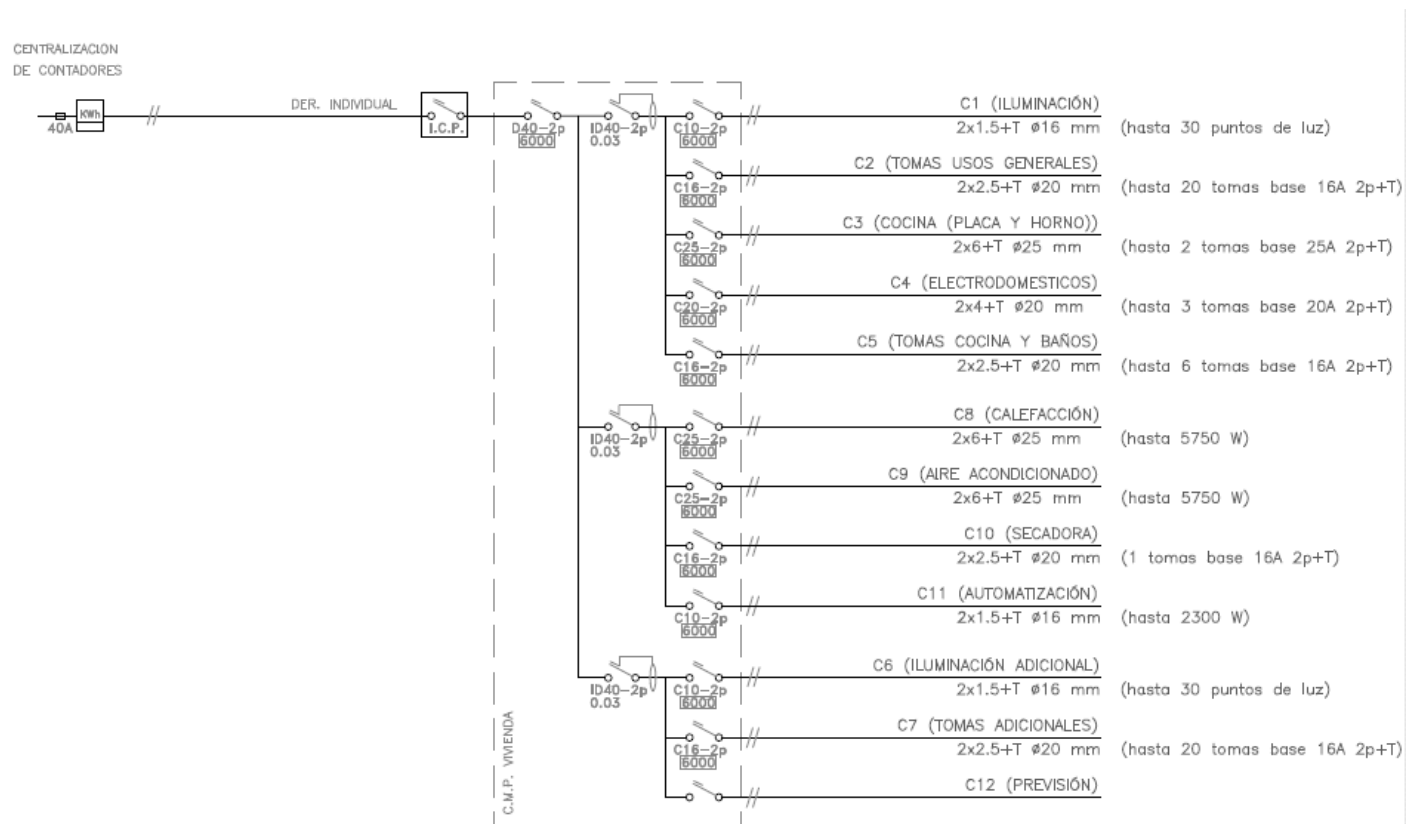 CENTRALIZACION
DE CONTADORES
40A
KWh
DER. INDIVIDUAL
I.C.P.
D40-2p
6000
ID40-2p
0.03
C10-2p
6000
C1 (ILUMINACIÓN)
2x1.5+T ø16 mm (hasta 30 puntos de luz)
C16-2p
6000
C2 (TOMAS USOS GENERALES)
2x2.5+T ø20 mm (hasta 20 tomas base 16A 2p+T)
C25-2p
6000
C3 (COCINA (PLACA Y HORNO))
2x6+T ø25 mm (hasta 2 tomas base 25A 2p+T)
C20-2p
6000
C4 (ELECTRODOMESTICOS)
2x4+T ø20 mm (hasta 3 tomas base 20A 2p+T)
C16-2p
6000
C5 (TOMAS COCINA Y BAÑOS)
2x2.5+T ø20 mm (hasta 6 tomas base 16A 2p+T)
ID40-2p
0.03
C25-2p
6000
C8 (CALEFACCIÓN)
2x6+T ø25 mm (hasta 5750 W)
C25-2p
6000
C9 (AIRE ACONDICIONADO)
2x6+T ø25 mm (hasta 5750 W)
C16-2p
6000
C10 (SECADORA)
2x2.5+T ø20 mm (1 tomas base 16A 2p+T)
C10-2p
6000
C11 (AUTOMATIZACIÓN)
2x1.5+T ø16 mm (hasta 2300 W)
ID40-2p
0.03
C10-2p
6000
C6 (ILUMINACIÓN ADICIONAL)
2x1.5+T ø16 mm (hasta 30 puntos de luz)
C16-2p
6000
C7 (TOMAS ADICIONALES)
2x2.5+T ø20 mm (hasta 20 tomas base 16A 2p+T)
C12 (PREVISIÓN)
C.M.P. VIVIENDA